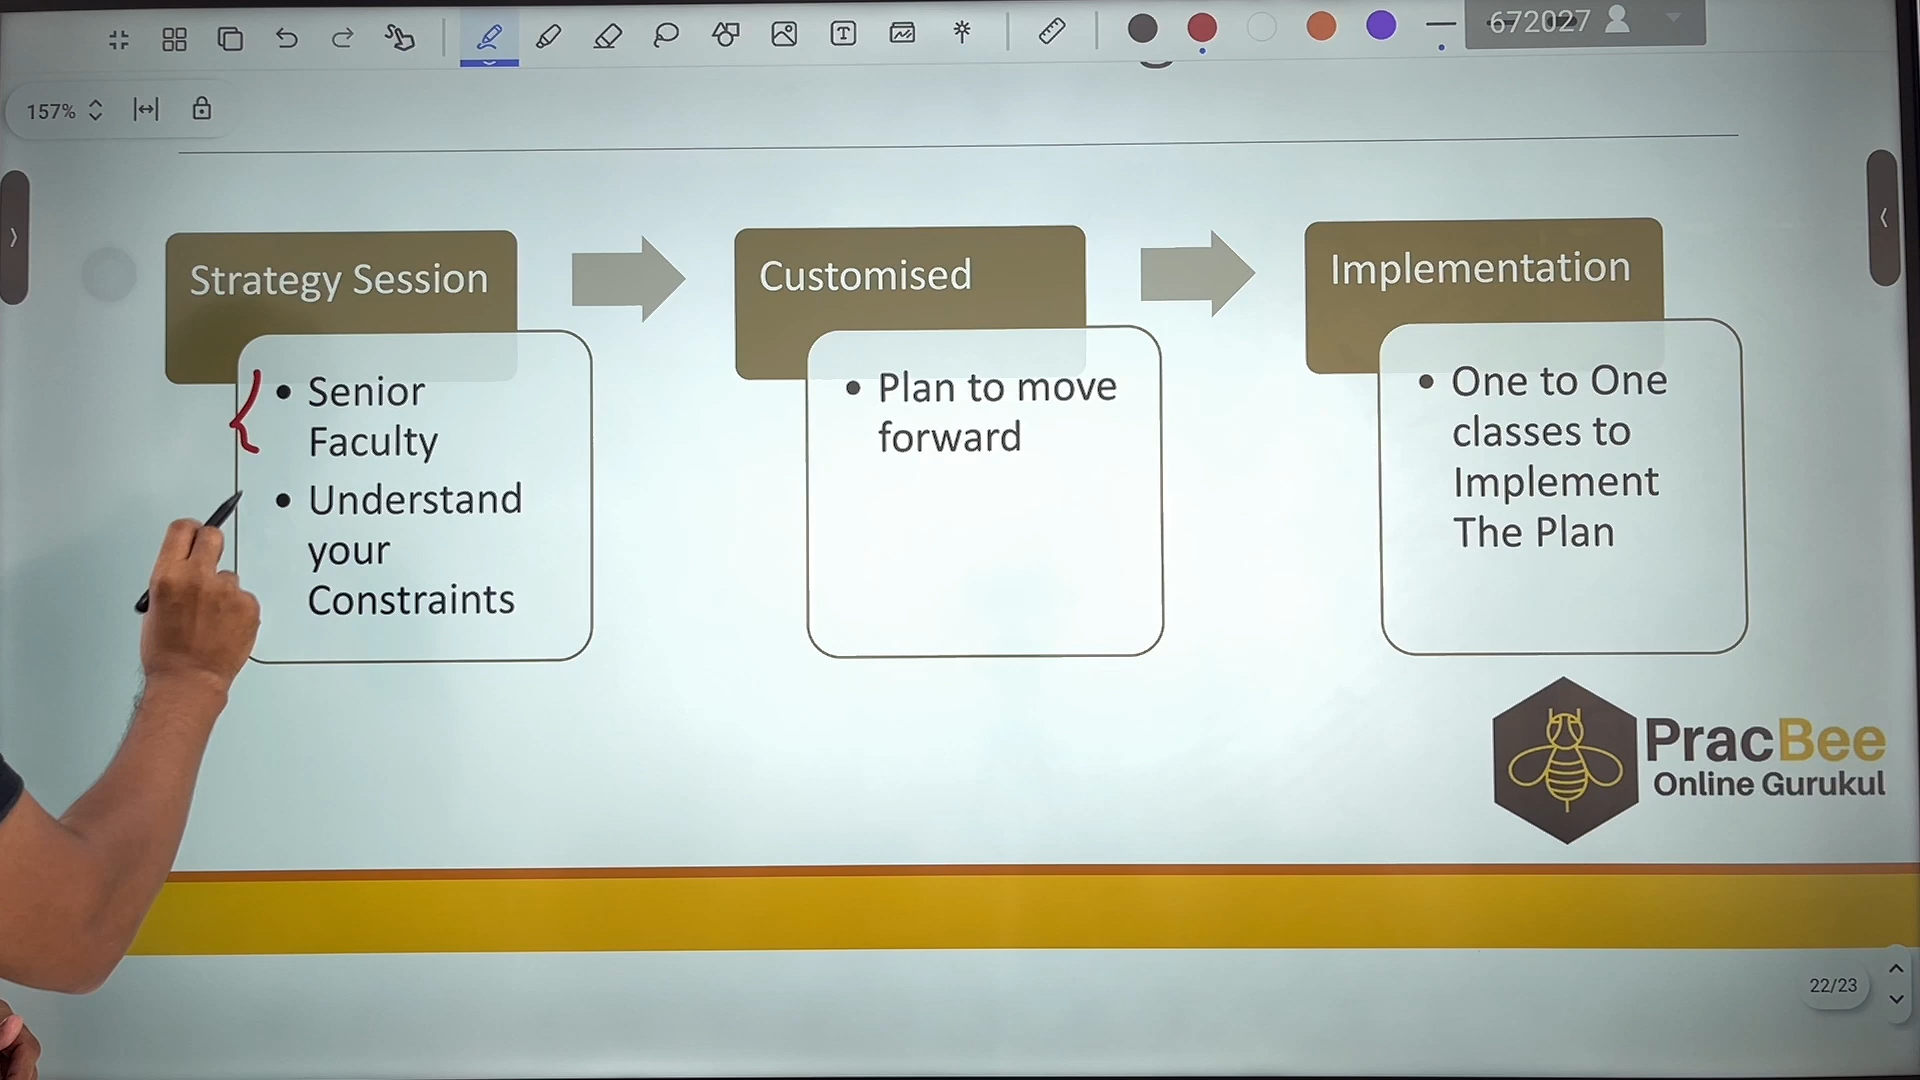 672027
157%
Strategy Session
• Senior
Faculty
• Understand
your
Constraints
Customised
• Plan to move
forward
Implementation
• One to One
classes to
Implement
The Plan
PracBee
Online Gurukul
22/23